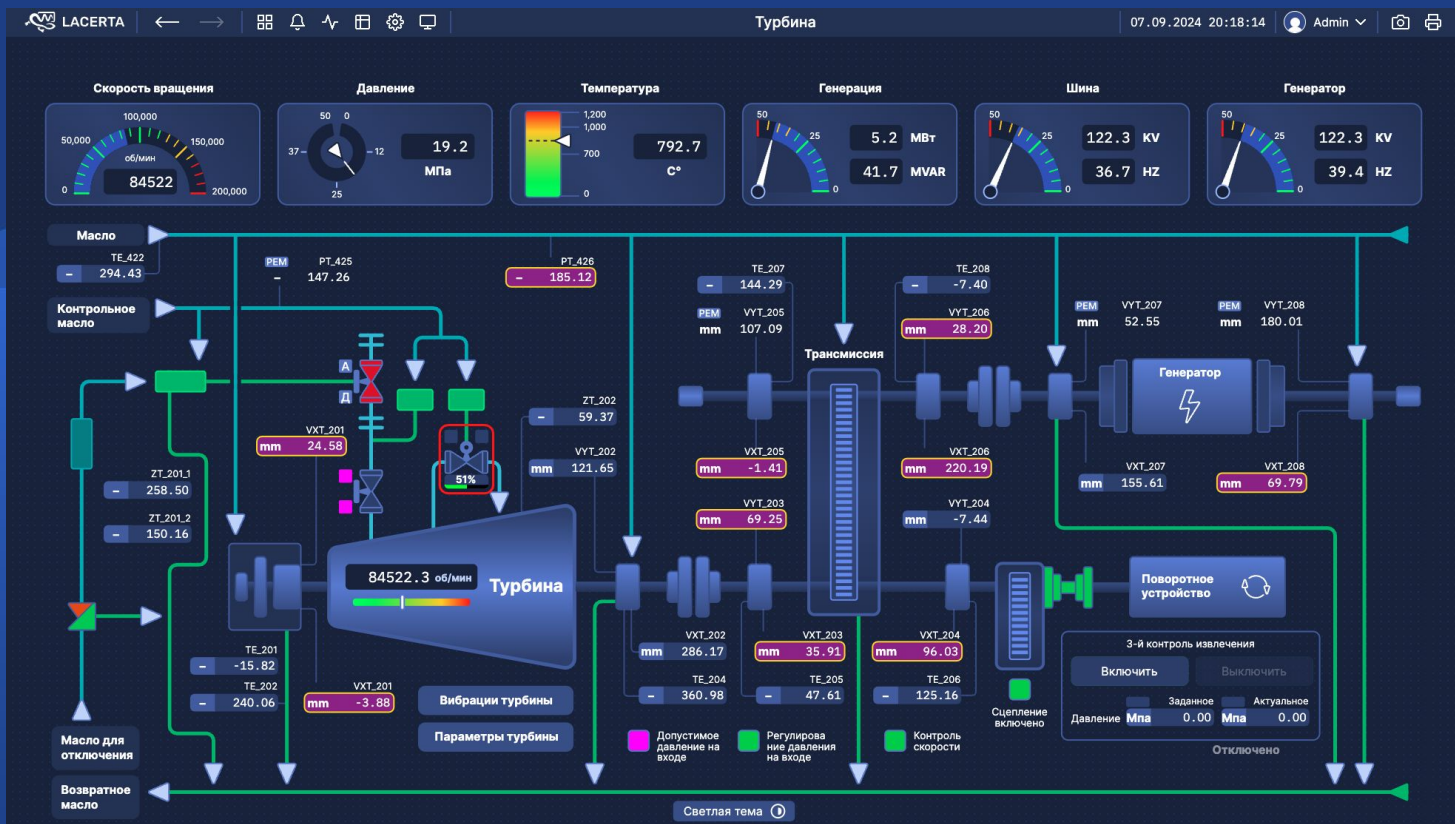 LACERTA
Турбина
07.09.2024 20:18:14
Admin
Скорость вращения
100,000
50,000
150,000
об/мин
84522
0
200,000
Давление
50 0
37
12
25
19.2
МПа
Температура
1,200
1,000
700
0
792.7
C°
Генерация
50
25
0
5.2 МВт
41.7 MVAR
Шина
50
25
0
122.3 KV
36.7 HZ
Генератор
50
25
0
122.3 KV
39.4 HZ
Масло
TE_422
– 294.43
Контрольное
масло
РЕМ PT_425
– 147.26
PT_426
– 185.12
TE_207
– 144.29
РЕМ VYT_205
mm 107.09
TE_208
– -7.40
VYT_206
mm 28.20
РЕМ VYT_207
mm 52.55
РЕМ VYT_208
mm 180.01
Трансмиссия
Генератор
А
Д
ZT_202
– 59.37
VXT_201
mm 24.58
VYT_202
mm 121.65
51%
VXT_205
mm -1.41
VXT_206
mm 220.19
VXT_207
mm 155.61
VXT_208
mm 69.79
ZT_201_1
– 258.50
ZT_201_2
– 150.16
VYT_203
mm 69.25
VYT_204
mm -7.44
84522.3 об/мин
Турбина
Поворотное
устройство
VXT_202
mm 286.17
VXT_203
mm 35.91
VXT_204
mm 96.03
TE_201
– -15.82
TE_202
– 240.06
VXT_201
mm -3.88
TE_204
– 360.98
TE_205
– 47.61
TE_206
– 125.16
3-й контроль извлечения
Включить
Выключить
Заданное
Актуальное
Давление Мпа 0.00 Мпа 0.00
Отключено
Сцепление
включено
Вибрации турбины
Параметры турбины
Допустимое
давление на
входе
Регулирова
ние давления
на входе
Контроль
скорости
Масло для
отключения
Возвратное
масло
Светлая тема